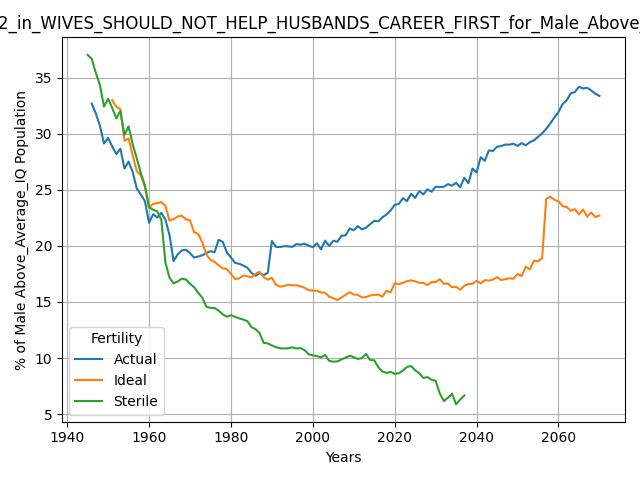 2_in_WIVES_SHOULD_NOT_HELP_HUSBANDS_CAREER_FIRST_for_Male_Above_
% of Male Above_Average_IQ Population
35
30
25
20
15
10
5
Fertility
Actual
Ideal
Sterile
1940 1960 1980 2000 2020 2040 2060
Years